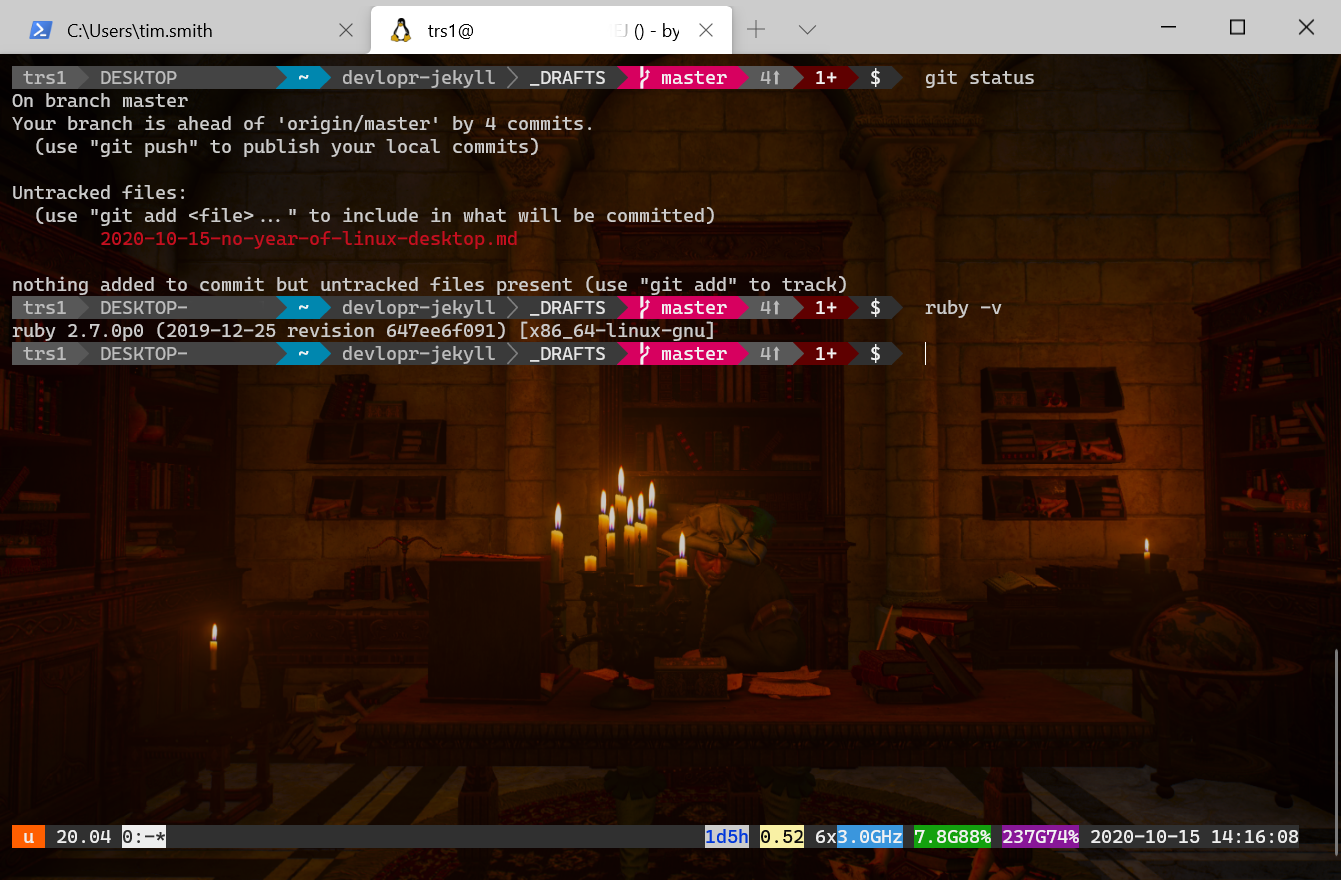 C:\Users\tim.smith
trs1@ () - by
trs1 DESKTOP ~ devlopr-jekyll _DRAFTS master 4↑ 1+ $ git status
On branch master
Your branch is ahead of 'origin/master' by 4 commits.
(use "git push" to publish your local commits)
Untracked files:
(use "git add <file>..." to include in what will be committed)
2020-10-15-no-year-of-linux-desktop.md
nothing added to commit but untracked files present (use "git add" to track)
trs1 DESKTOP- ~ devlopr-jekyll _DRAFTS master 4↑ 1+ $ ruby -v
ruby 2.7.0p0 (2019-12-25 revision 647ee6f091) [x86_64-linux-gnu]
trs1 DESKTOP- ~ devlopr-jekyll _DRAFTS master 4↑ 1+ $
u 20.04 0:-* 1d5h 0.52 6x3.0GHz 7.8G88% 237G74% 2020-10-15 14:16:08